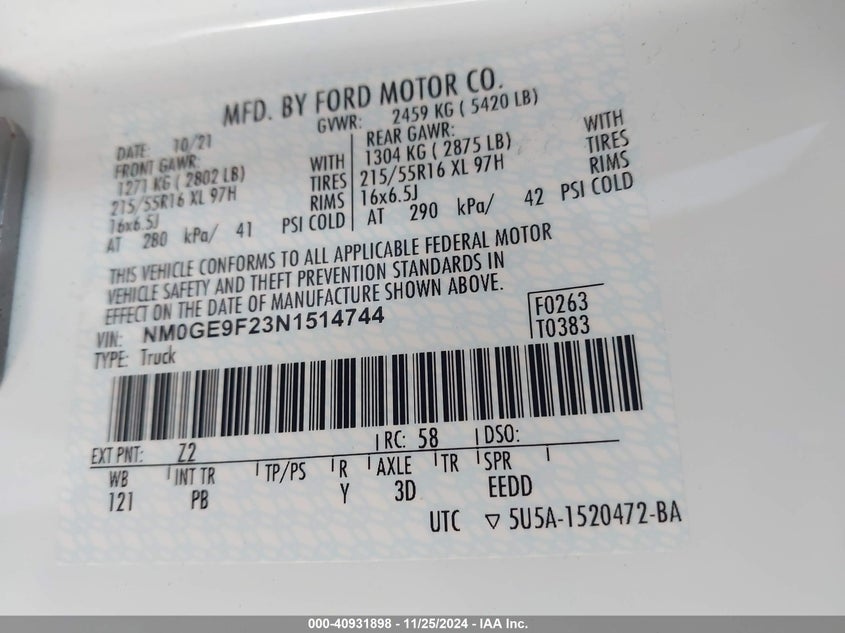 MFD. BY FORD MOTOR CO.
DATE: 10/21 GVWR: 2459 KG ( 5420 LB)
FRONT GAWR: WITH
1271 KG ( 2802 LB) TIRES
215/55R16 XL 97H RIMS
16x6.5J
AT 280 kPa/ 41 PSI COLD
REAR GAWR: WITH
1304 KG ( 2875 LB) TIRES
215/55R16 XL 97H RIMS
16x6.5J
AT 290 kPa/ 42 PSI COLD
THIS VEHICLE CONFORMS TO ALL APPLICABLE FEDERAL MOTOR
VEHICLE SAFETY AND THEFT PREVENTION STANDARDS IN
EFFECT ON THE DATE OF MANUFACTURE SHOWN ABOVE.
VIN: NM0GE9F23N1514744
F0263
T0383
TYPE: Truck
EXT PNT: Z2 RC: 58 DSO:
WB INT TR TP/PS R AXLE TR SPR
121 PB Y 3D EEDD
UTC ▽ 5U5A-1520472-BA
000-40931898 - 11/25/2024 - IAA Inc.